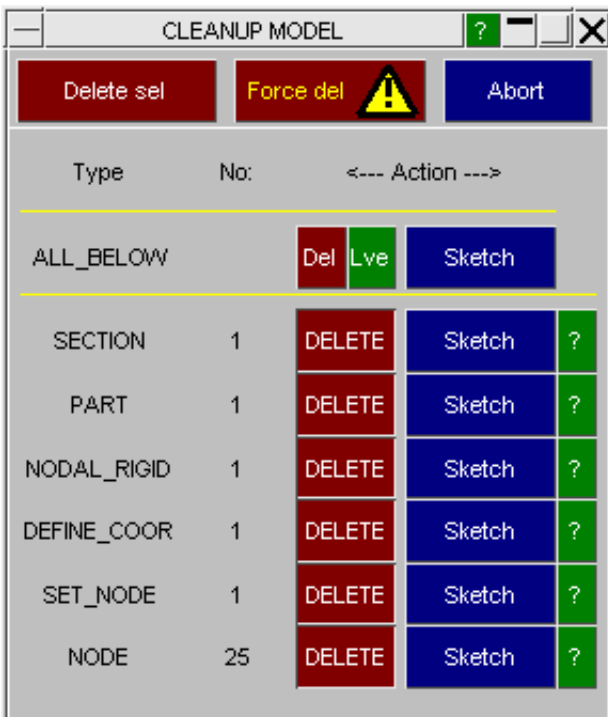 CLEANUP MODEL ?
Delete sel Force del Abort
Type No: <--- Action --->
ALL_BELOW Del Lve Sketch
SECTION 1 DELETE Sketch ?
PART 1 DELETE Sketch ?
NODAL_RIGID 1 DELETE Sketch ?
DEFINE_COOR 1 DELETE Sketch ?
SET_NODE 1 DELETE Sketch ?
NODE 25 DELETE Sketch ?